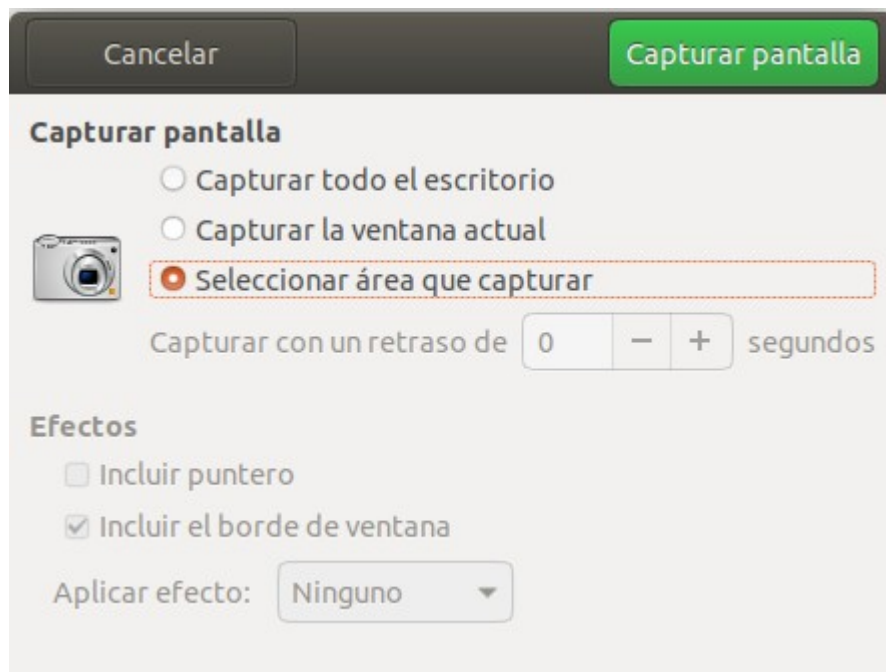 Cancelar
Capturar pantalla
Capturar pantalla
Capturar todo el escritorio
Capturar la ventana actual
Seleccionar área que capturar
Capturar con un retraso de 0 − + segundos
Efectos
Incluir puntero
Incluir el borde de ventana
Aplicar efecto: Ninguno